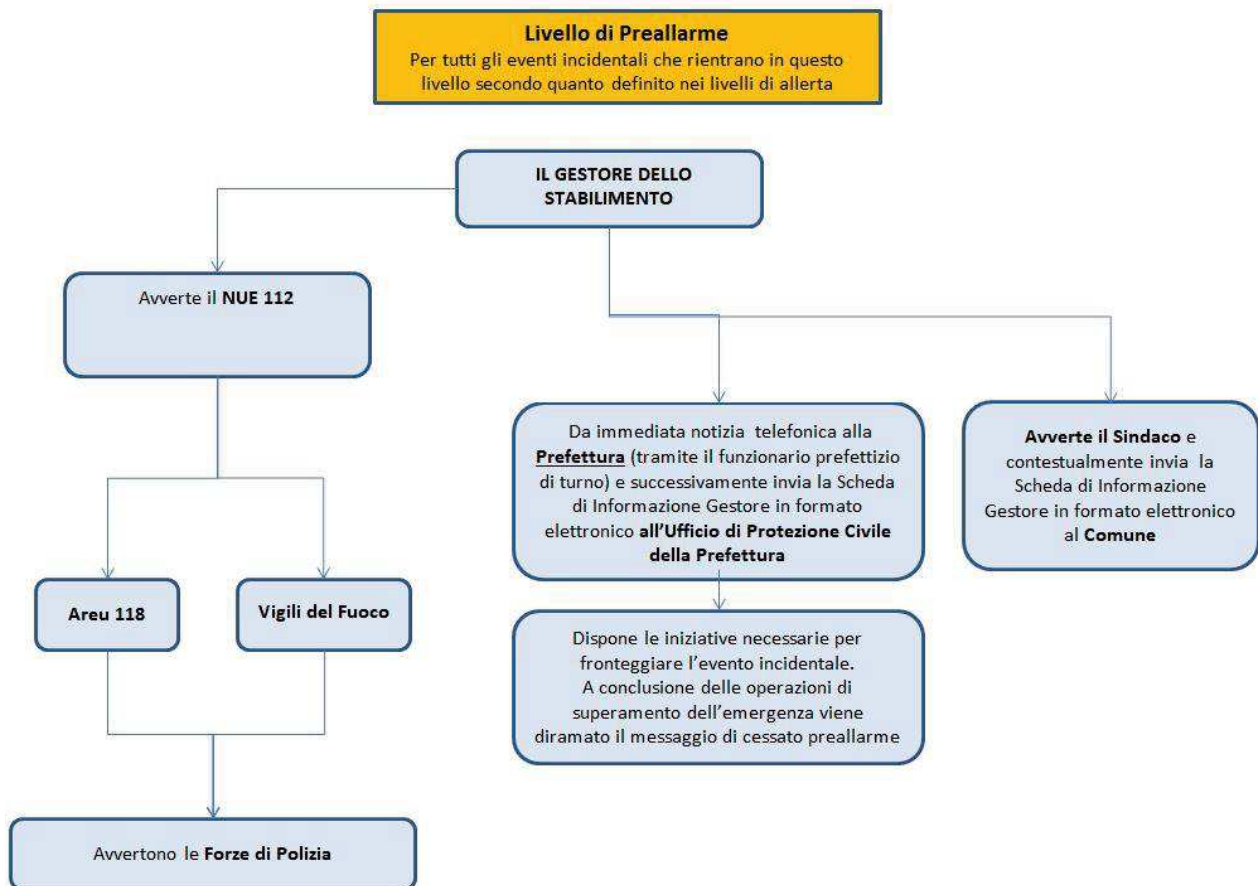 Livello di Preallarme
Per tutti gli eventi incidentali che rientrano in questo
livello secondo quanto definito nei livelli di allerta
IL GESTORE DELLO
STABILIMENTO
Avverte il NUE 112
Da immediata notizia telefonica alla
Prefettura (tramite il funzionario prefettizio
di turno) e successivamente invia la Scheda
di Informazione Gestore in formato
elettronico all’Ufficio di Protezione Civile
della Prefettura
Avverte il Sindaco e
contestualmente invia la
Scheda di Informazione
Gestore in formato elettronico
al Comune
Areu 118
Vigili del Fuoco
Dispone le iniziative necessarie per
fronteggiare l’evento incidentale.
A conclusione delle operazioni di
superamento dell’emergenza viene
diramato il messaggio di cessato preallarme
Avvertono le Forze di Polizia